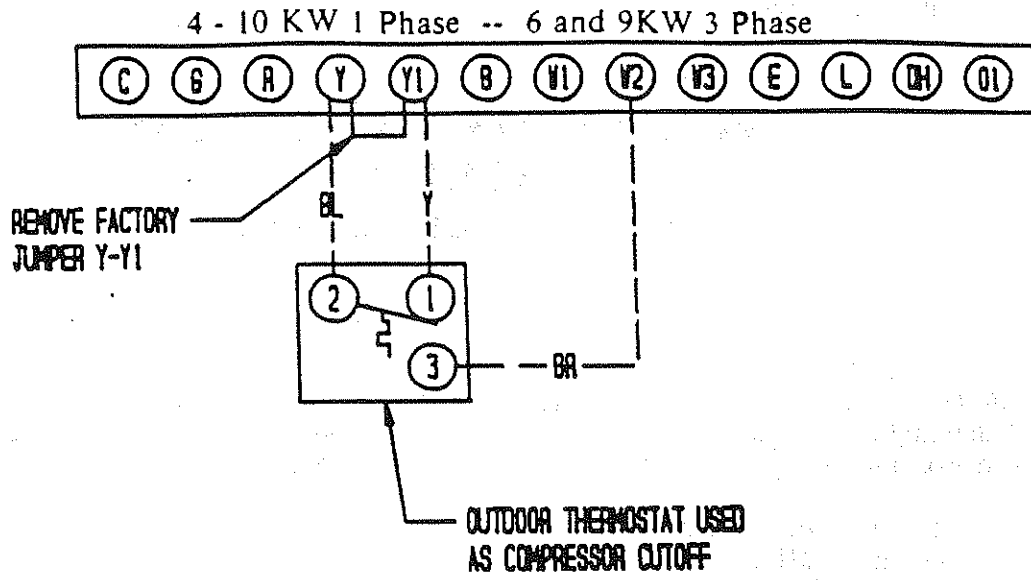 4 - 10 KW 1 Phase -- 6 and 9KW 3 Phase
C G R Y Y1 B W1 W2 W3 E L DH O1
REMOVE FACTORY
JUMPER Y-Y1
BL Y
2 1
3 BR
OUTDOOR THERMOSTAT USED
AS COMPRESSOR CUTOFF